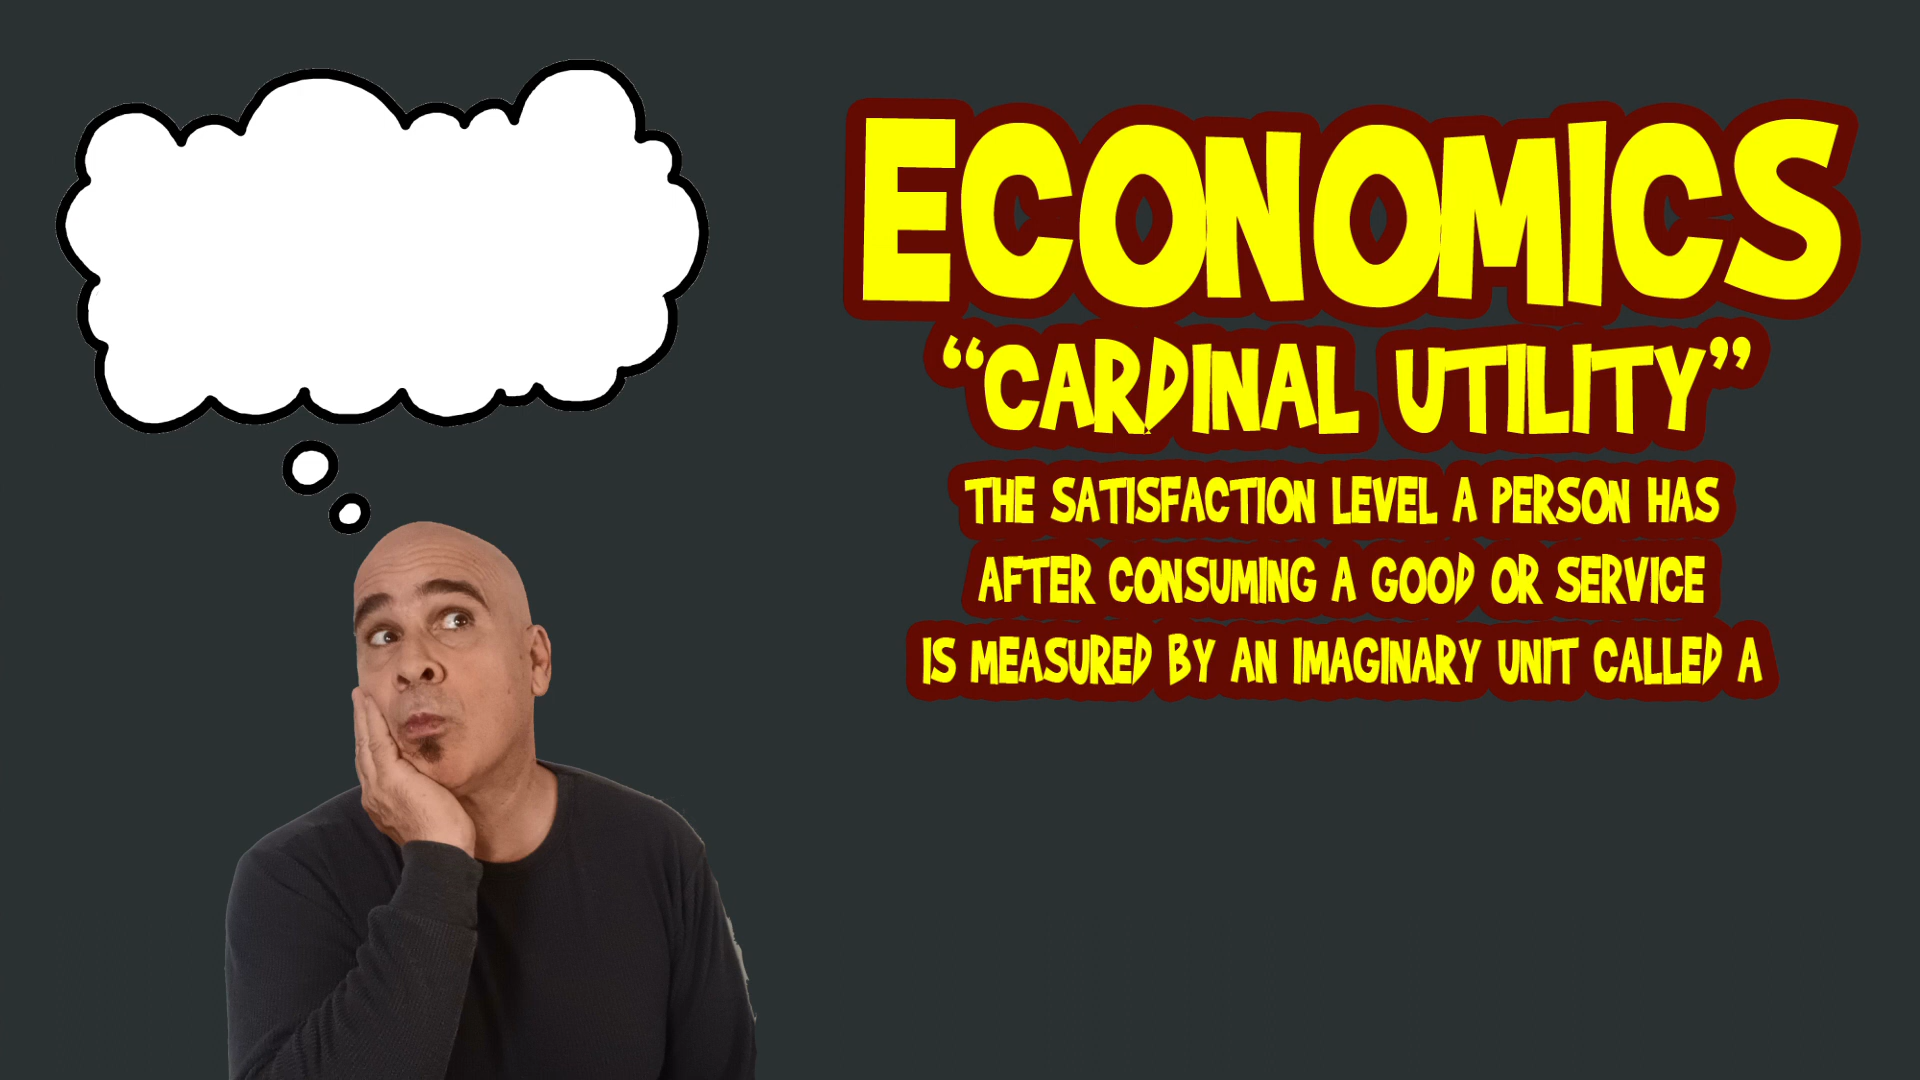 ECONOMICS
“CARDINAL UTILITY”
THE SATISFACTION LEVEL A PERSON HAS
AFTER CONSUMING A GOOD OR SERVICE
IS MEASURED BY AN IMAGINARY UNIT CALLED A